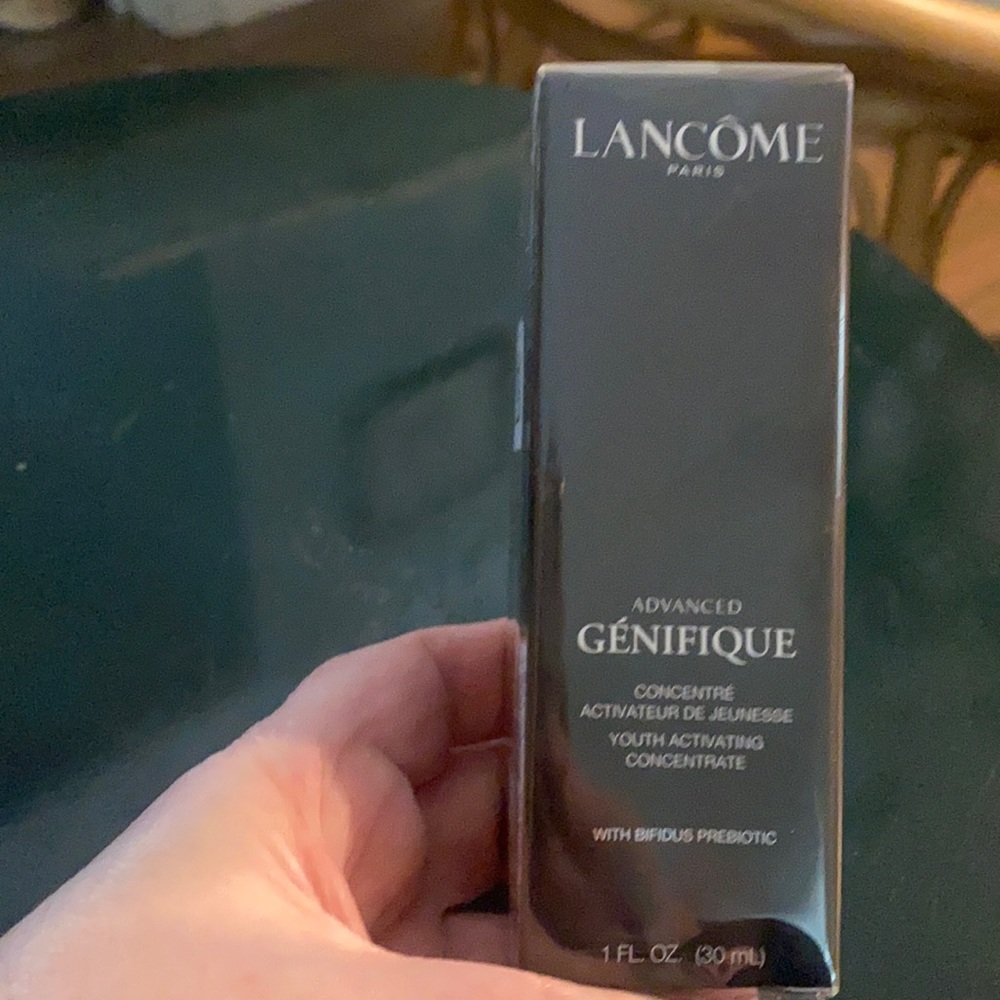 LANCÔME
PARIS
ADVANCED
GÉNIFIQUE
CONCENTRÉ
ACTIVATEUR DE JEUNESSE
YOUTH ACTIVATING
CONCENTRATE
WITH BIFIDUS PREBIOTIC
1 FL. OZ. (30 mL)